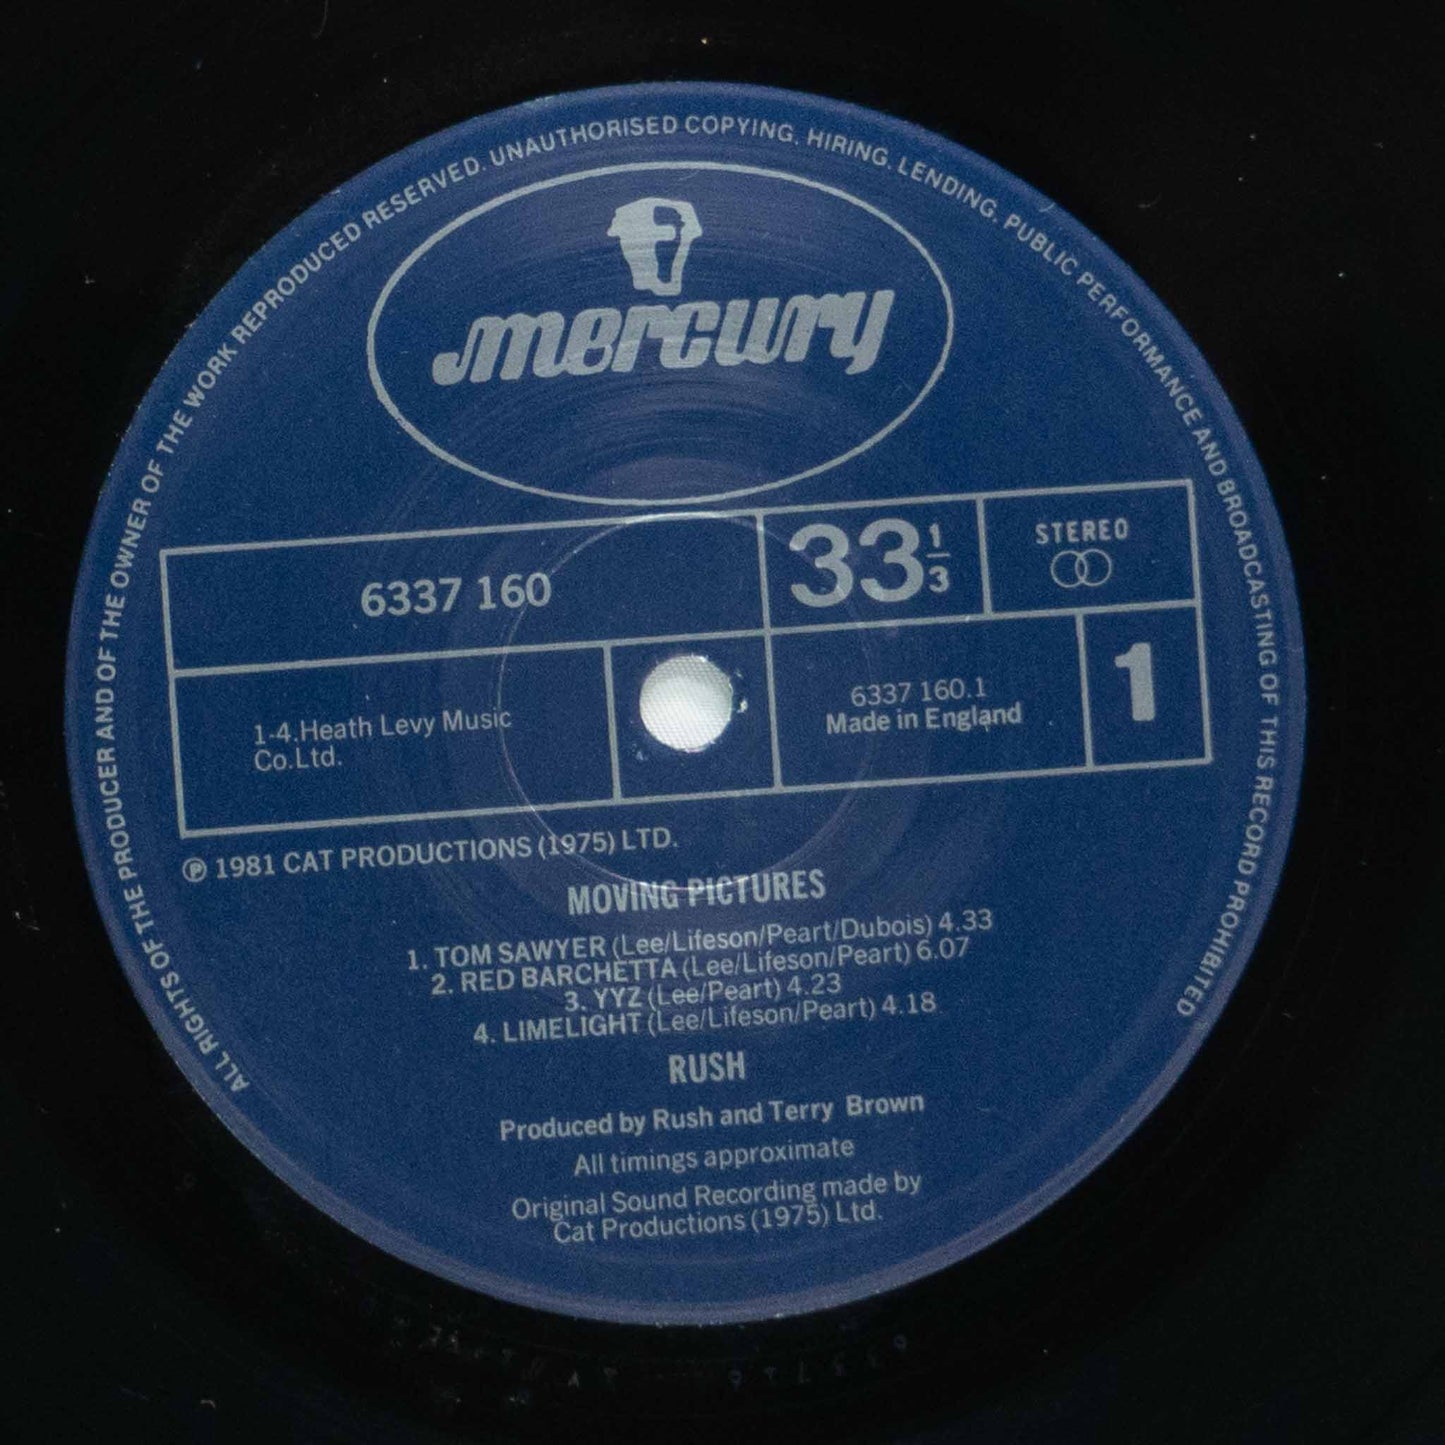 ALL RIGHTS OF THE PRODUCER AND OF THE OWNER OF THE WORK REPRODUCED RESERVED. UNAUTHORISED COPYING, HIRING, LENDING, PUBLIC PERFORMANCE AND BROADCASTING OF THIS RECORD PROHIBITED
mercury
6337 160
33 1/3
STEREO
1-4.Heath Levy Music
Co.Ltd.
6337 160.1
Made in England
1
℗ 1981 CAT PRODUCTIONS (1975) LTD.
MOVING PICTURES
1. TOM SAWYER (Lee/Lifeson/Peart/Dubois) 4.33
2. RED BARCHETTA (Lee/Lifeson/Peart) 6.07
3. YYZ (Lee/Peart) 4.23
4. LIMELIGHT (Lee/Lifeson/Peart) 4.18
RUSH
Produced by Rush and Terry Brown
All timings approximate
Original Sound Recording made by
Cat Productions (1975) Ltd.